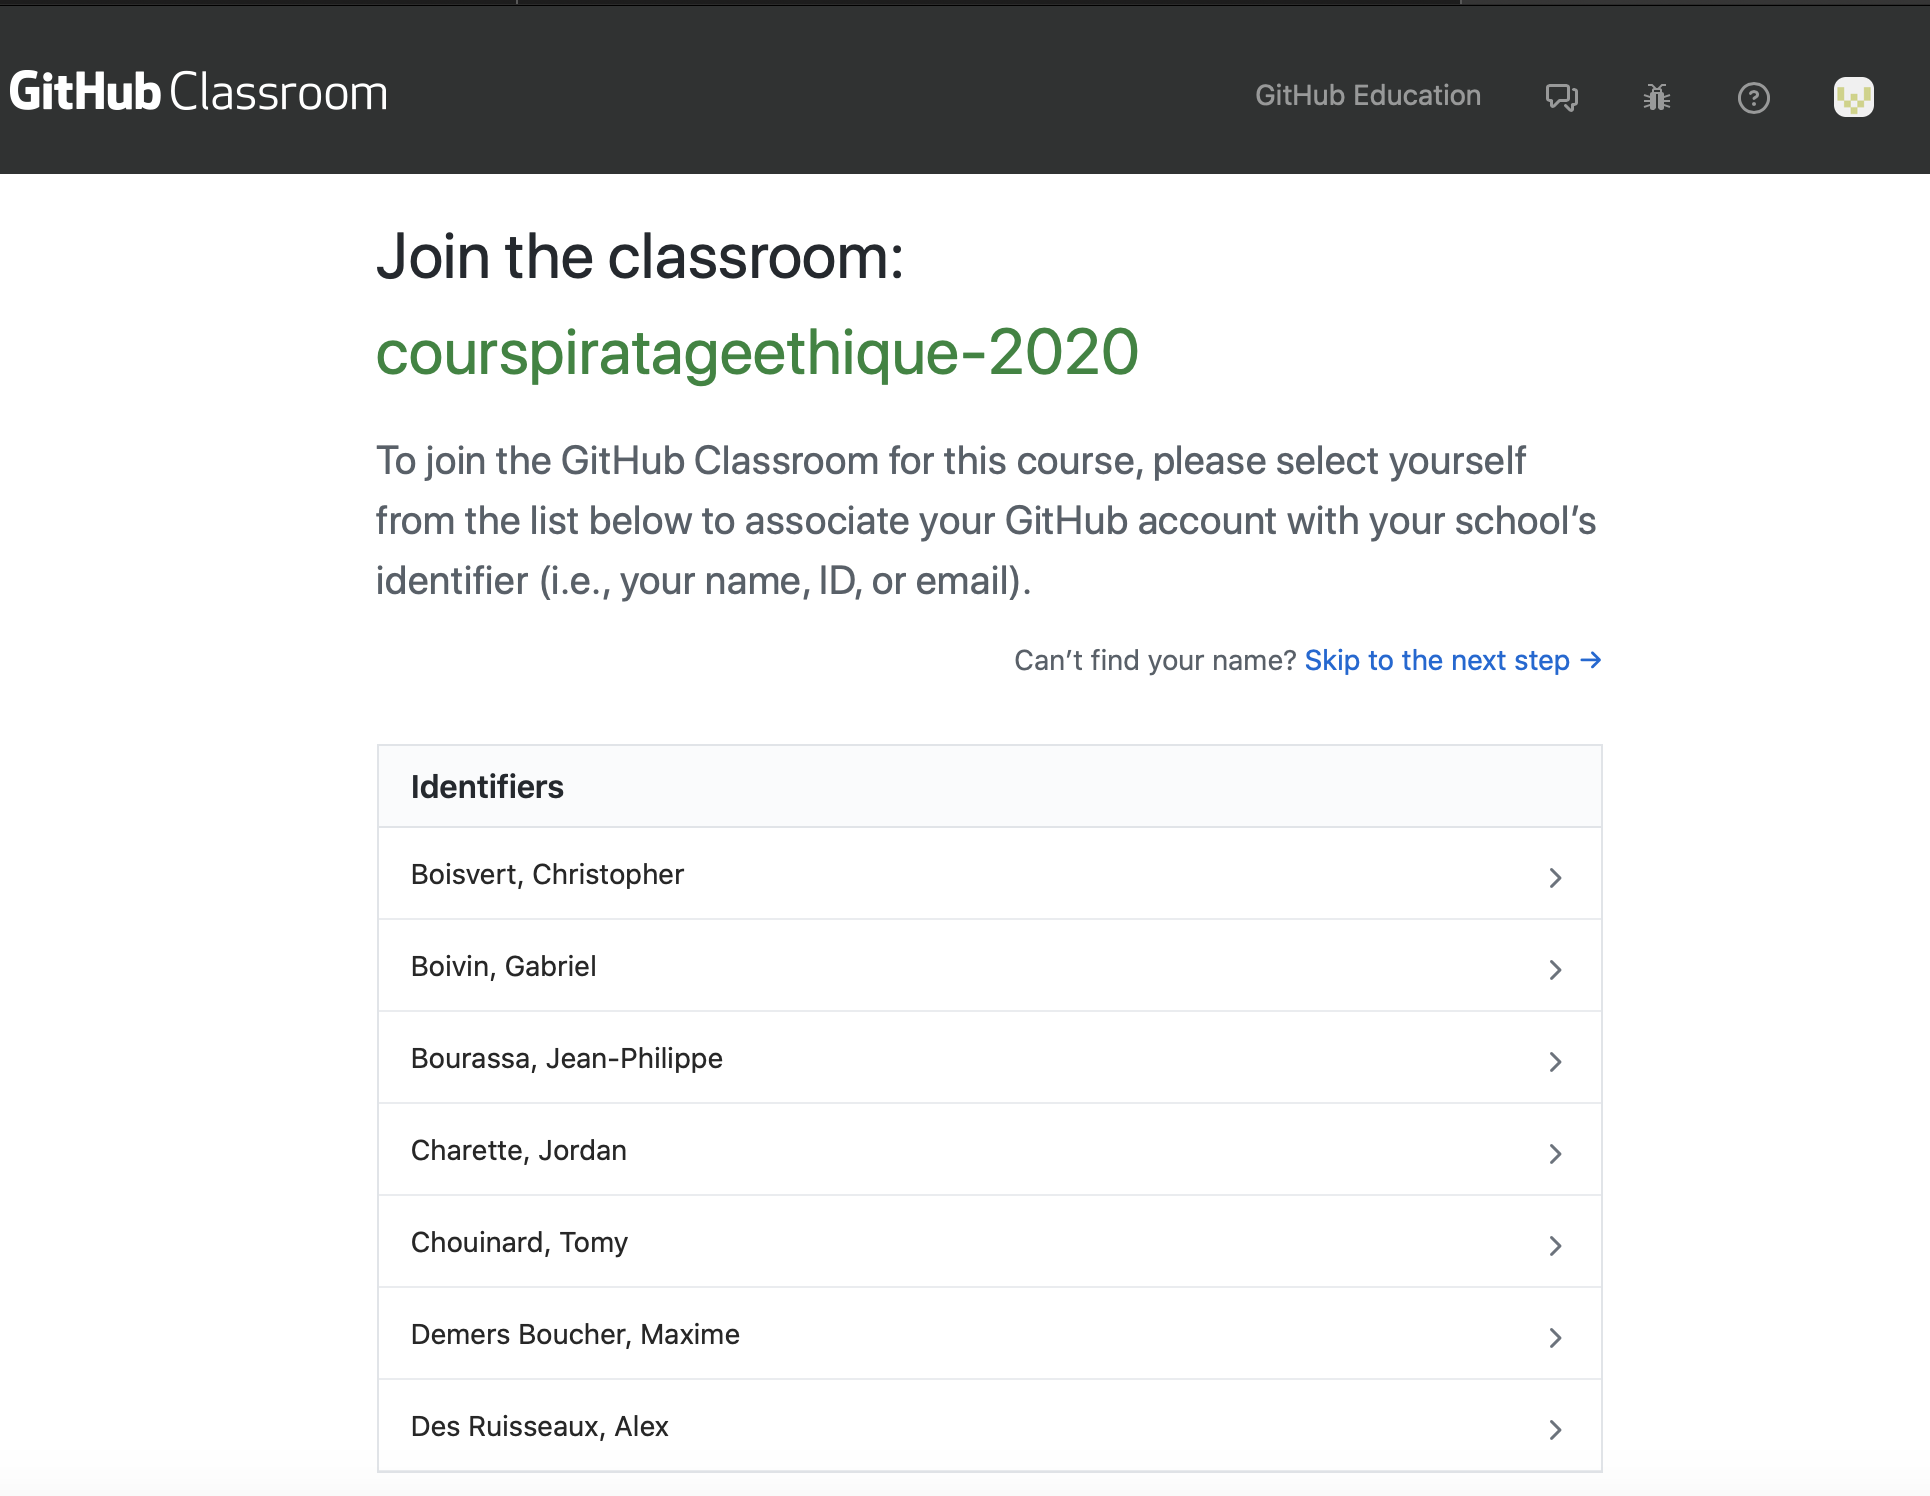 GitHub Classroom
GitHub Education
Join the classroom:
courspiratageethique-2020
To join the GitHub Classroom for this course, please select yourself
from the list below to associate your GitHub account with your school’s
identifier (i.e., your name, ID, or email).
Can’t find your name? Skip to the next step →
Identifiers
Boisvert, Christopher
Boivin, Gabriel
Bourassa, Jean-Philippe
Charette, Jordan
Chouinard, Tomy
Demers Boucher, Maxime
Des Ruisseaux, Alex